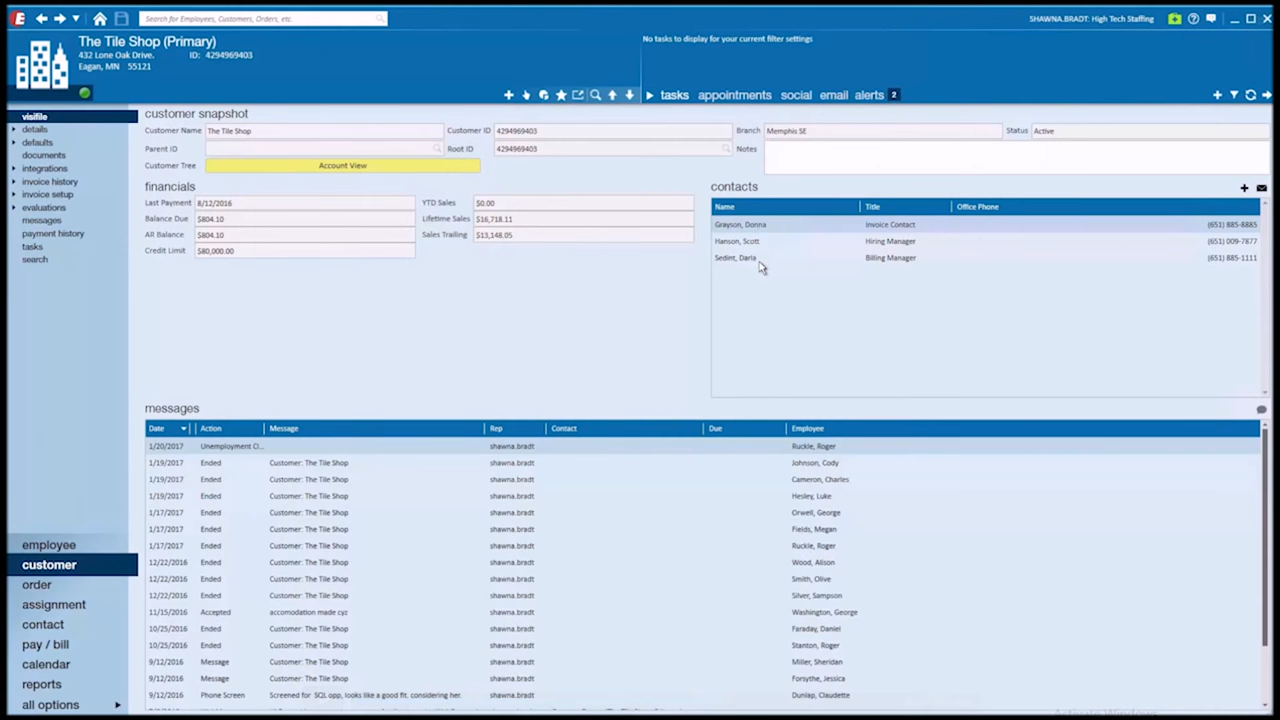 E
Search for Employees, Customers, Orders, etc.
SHAWNA.BRADT: High Tech Staffing
The Tile Shop (Primary)
432 Lone Oak Drive. ID: 4294969403
Eagan, MN 55121
No tasks to display for your current filter settings
tasks appointments social email alerts 2
visifile
details
defaults
documents
integrations
invoice history
invoice setup
evaluations
messages
payment history
tasks
search
employee
customer
order
assignment
contact
pay / bill
calendar
reports
all options
customer snapshot
Customer Name The Tile Shop Customer ID 4294969403 Branch Memphis SE Status Active
Parent ID Root ID 4294969403 Notes
Customer Tree Account View
financials
Last Payment 8/12/2016 YTD Sales $0.00
Balance Due $804.10 Lifetime Sales $16,718.11
AR Balance $804.10 Sales Trailing $13,148.05
Credit Limit $80,000.00
contacts
Name Title Office Phone
Grayson, Donna Invoice Contact (651) 885-8885
Hanson, Scott Hiring Manager (651) 009-7877
Sedint, Daria Billing Manager (651) 885-1111
messages
Date Action Message Rep Contact Due Employee
1/20/2017 Unemployment Cl... shawna.bradt Ruckle, Roger
1/19/2017 Ended Customer: The Tile Shop shawna.bradt Johnson, Cody
1/19/2017 Ended Customer: The Tile Shop shawna.bradt Cameron, Charles
1/19/2017 Ended Customer: The Tile Shop shawna.bradt Hesley, Luke
1/17/2017 Ended Customer: The Tile Shop shawna.bradt Orwell, George
1/17/2017 Ended Customer: The Tile Shop shawna.bradt Fields, Megan
1/17/2017 Ended Customer: The Tile Shop shawna.bradt Ruckle, Roger
12/22/2016 Ended Customer: The Tile Shop shawna.bradt Wood, Alison
12/22/2016 Ended Customer: The Tile Shop shawna.bradt Smith, Olive
12/22/2016 Ended Customer: The Tile Shop shawna.bradt Silver, Sampson
11/15/2016 Accepted accomodation made cyz shawna.bradt Washington, George
10/25/2016 Ended Customer: The Tile Shop shawna.bradt Faraday, Daniel
10/25/2016 Ended Customer: The Tile Shop shawna.bradt Stanton, Roger
9/12/2016 Message Customer: The Tile Shop shawna.bradt Miller, Sheridan
9/12/2016 Message Customer: The Tile Shop shawna.bradt Forsythe, Jessica
9/12/2016 Phone Screen Screened for SQL opp, looks like a good fit. considering her. shawna.bradt Dunlap, Claudette